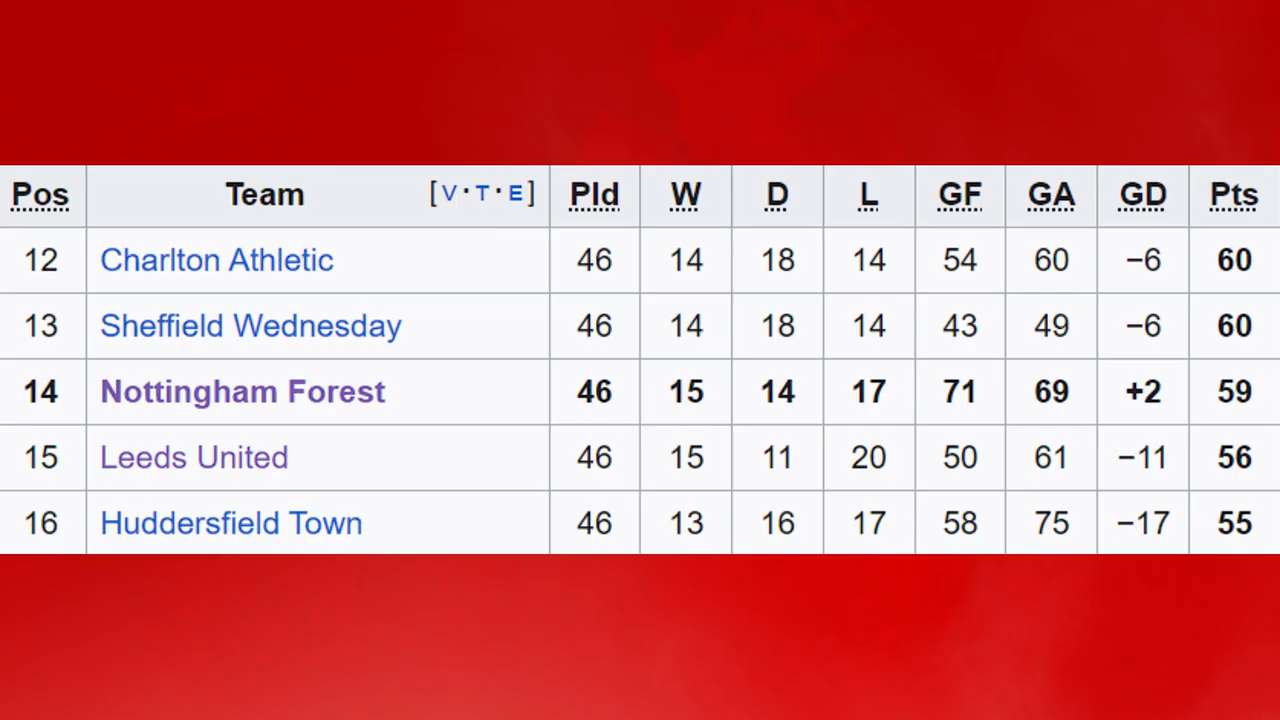 Pos Team [V·T·E] Pld W D L GF GA GD Pts
12 Charlton Athletic 46 14 18 14 54 60 −6 60
13 Sheffield Wednesday 46 14 18 14 43 49 −6 60
14 Nottingham Forest 46 15 14 17 71 69 +2 59
15 Leeds United 46 15 11 20 50 61 −11 56
16 Huddersfield Town 46 13 16 17 58 75 −17 55